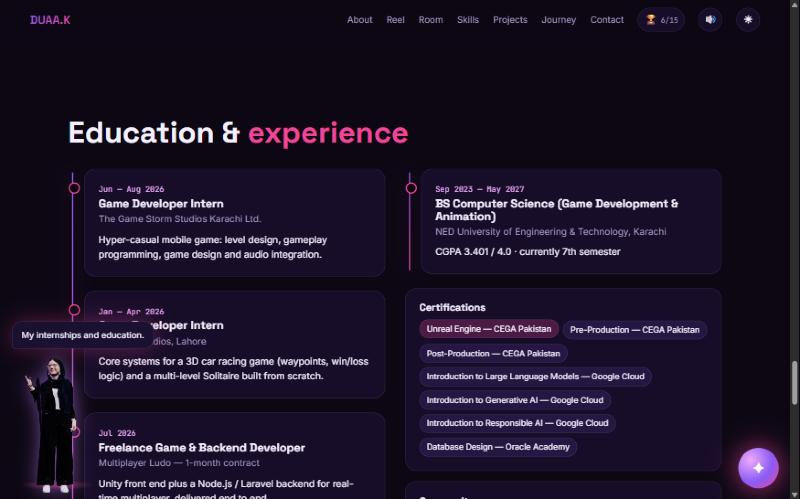 DUAA.K
About Reel Room Skills Projects Journey Contact 6/15
Education & experience
Jun — Aug 2026
Game Developer Intern
The Game Storm Studios Karachi Ltd.
Hyper-casual mobile game: level design, gameplay
programming, game design and audio integration.
Jan — Apr 2026
oper Intern
dios, Lahore
Core systems for a 3D car racing game (waypoints, win/loss
logic) and a multi-level Solitaire built from scratch.
My internships and education.
Jul 2026
Freelance Game & Backend Developer
Multiplayer Ludo — 1-month contract
Unity front end plus a Node.js / Laravel backend for real-
time multiplayer, delivered end to end.
Sep 2023 — May 2027
BS Computer Science (Game Development &
Animation)
NED University of Engineering & Technology, Karachi
CGPA 3.401 / 4.0 · currently 7th semester
Certifications
Unreal Engine — CEGA Pakistan
Pre-Production — CEGA Pakistan
Post-Production — CEGA Pakistan
Introduction to Large Language Models — Google Cloud
Introduction to Generative AI — Google Cloud
Introduction to Responsible AI — Google Cloud
Database Design — Oracle Academy